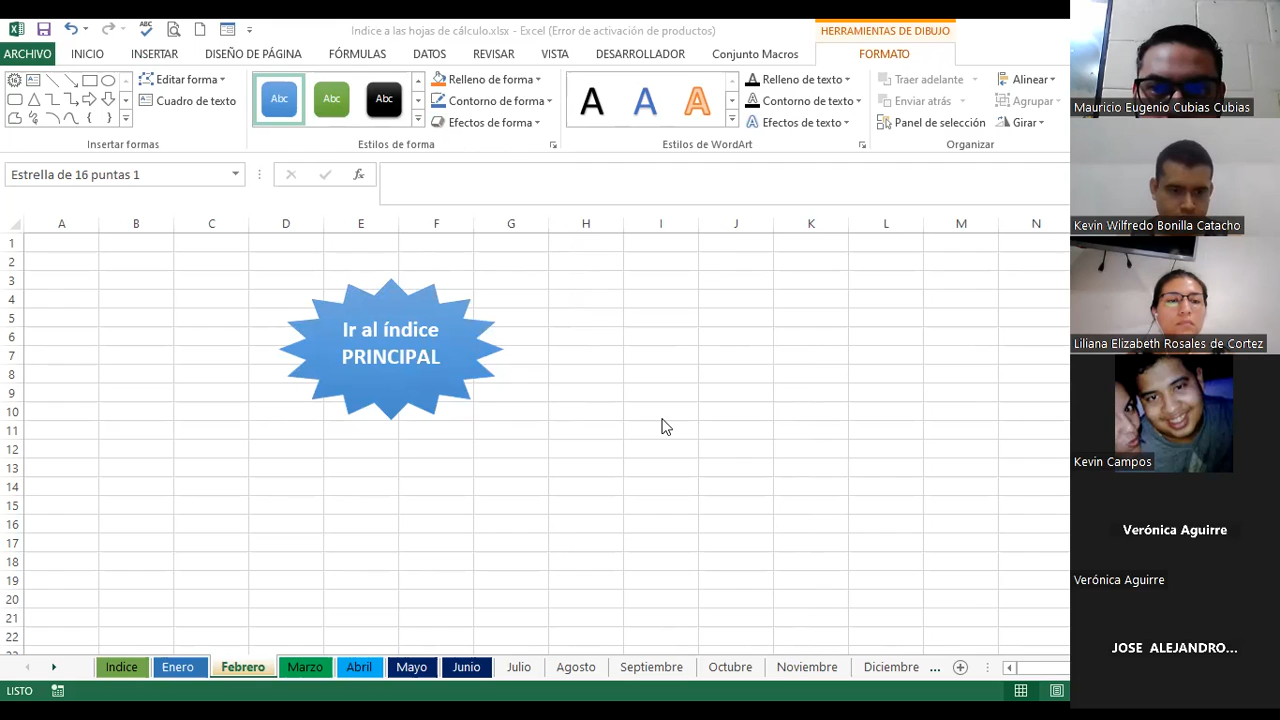 Indice a las hojas de cálculo.xlsx - Excel (Error de activación de productos)
HERRAMIENTAS DE DIBUJO
ARCHIVO INICIO INSERTAR DISEÑO DE PÁGINA FÓRMULAS DATOS REVISAR VISTA DESARROLLADOR Conjunto Macros FORMATO
Editar forma
Cuadro de texto
Insertar formas
Abc Abc Abc
Relleno de forma
Contorno de forma
Efectos de forma
Estilos de forma
A A A
Relleno de texto
Contorno de texto
Efectos de texto
Estilos de WordArt
Traer adelante
Enviar atrás
Panel de selección
Alinear
Agrupar
Girar
Organizar
Estrella de 16 puntas 1
fx
A B C D E F G H I J K L M N
1
2
3
4
5
6
7
8
9
10
11
12
13
14
15
16
17
18
19
20
21
22
Ir al índice
PRINCIPAL
Indice Enero Febrero Marzo Abril Mayo Junio Julio Agosto Septiembre Octubre Noviembre Diciembre ...
LISTO
Mauricio Eugenio Cubias Cubias
Kevin Wilfredo Bonilla Catacho
Liliana Elizabeth Rosales de Cortez
Kevin Campos
Verónica Aguirre
Verónica Aguirre
JOSE ALEJANDRO...